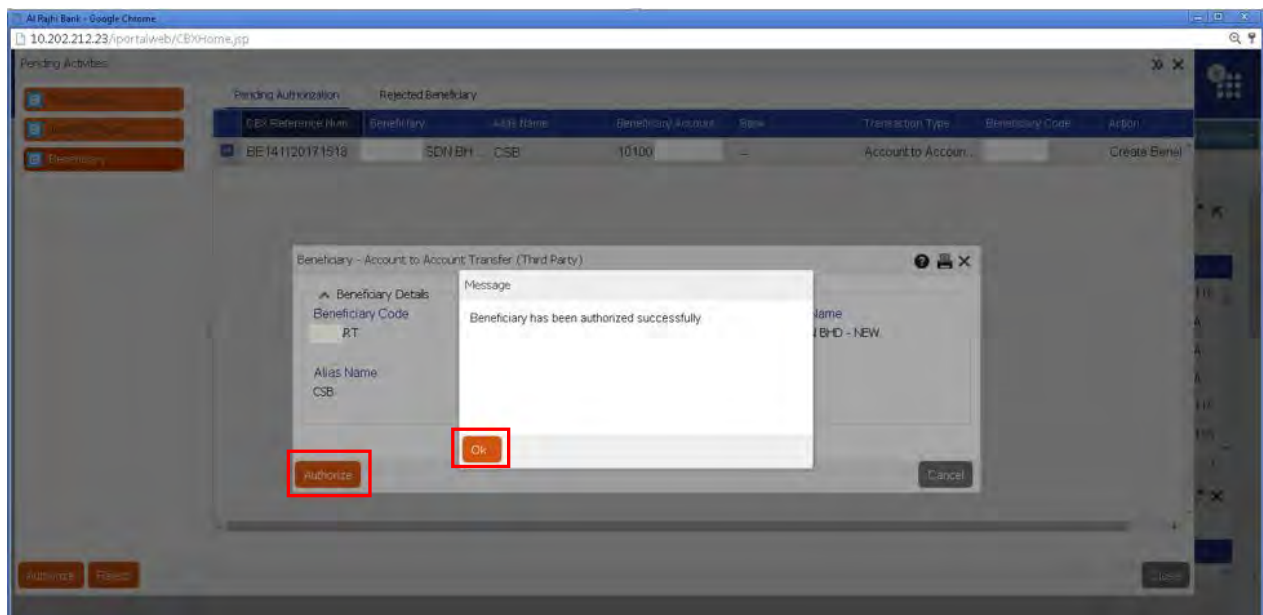 Al Rajhi Bank - Google Chrome
10.202.212.23/iportalweb/CBXHome.jsp
Pending Activities
Pending Authorization Rejected Beneficiary
CBX Reference Num Beneficiary Alias Name Beneficiary Account Bank Transaction Type Beneficiary Code Action
Beneficiary
BE141120171513 SDN BH... CSB 10100 -- Account to Accoun... Create Benef
Beneficiary - Account to Account Transfer (Third Party)
Message
Beneficiary Details
Beneficiary Code
Name
Beneficiary has been authorized successfully
RT
BHD - NEW
Alias Name
CSB
Ok
Authorize
Cancel
Authorize Reject
Close